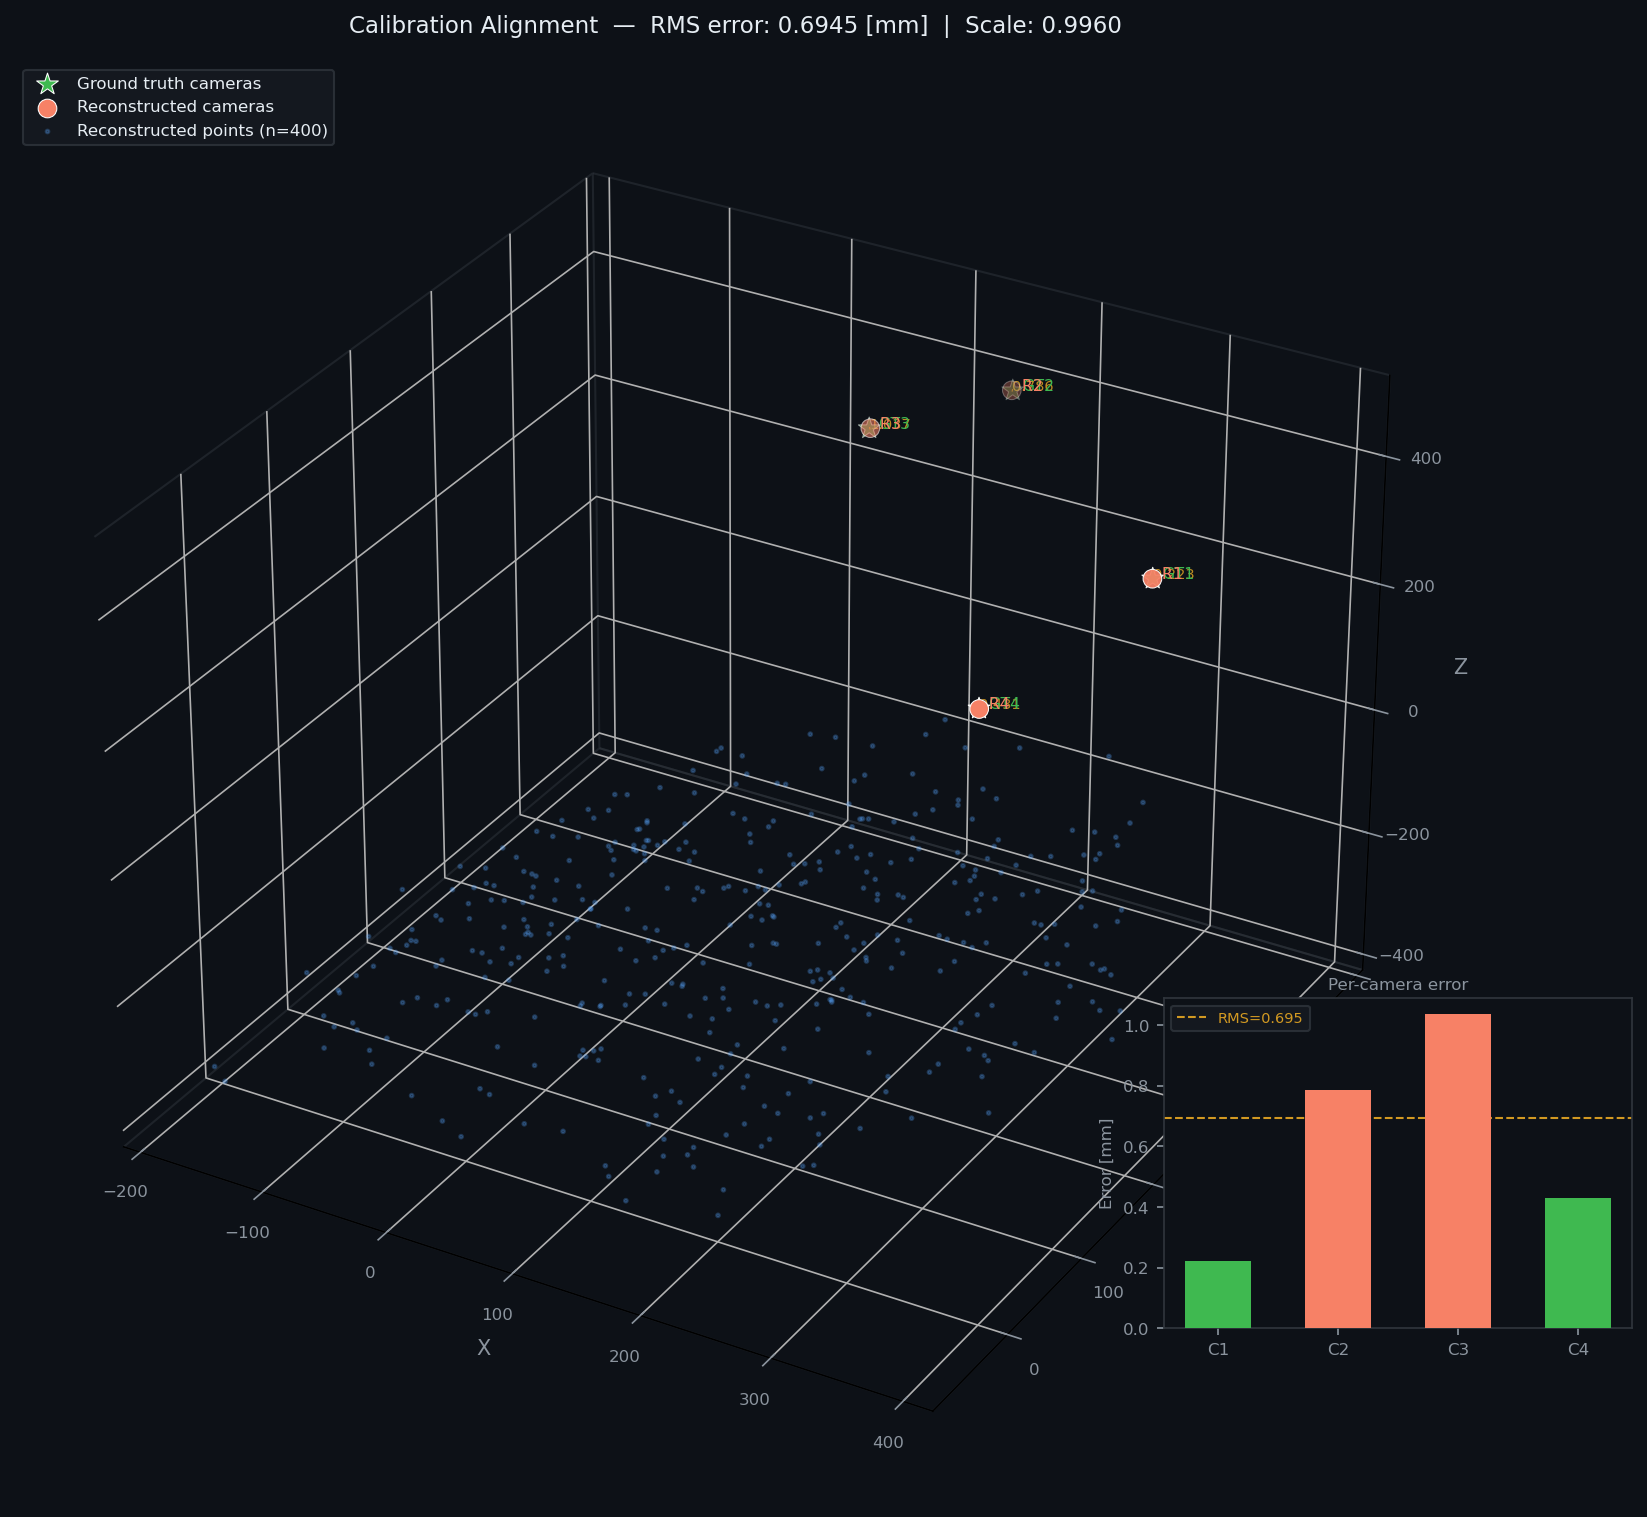 Calibration Alignment — RMS error: 0.6945 [mm] | Scale: 0.9960
Ground truth cameras
Reconstructed cameras
Reconstructed points (n=400)
400
200
0
−200
−400
Z
−200
−100
0
100
200
300
400
X
100
0
Per-camera error
RMS=0.695
1.0
0.8
0.6
0.4
0.2
0.0
Error [mm]
C1
C2
C3
C4